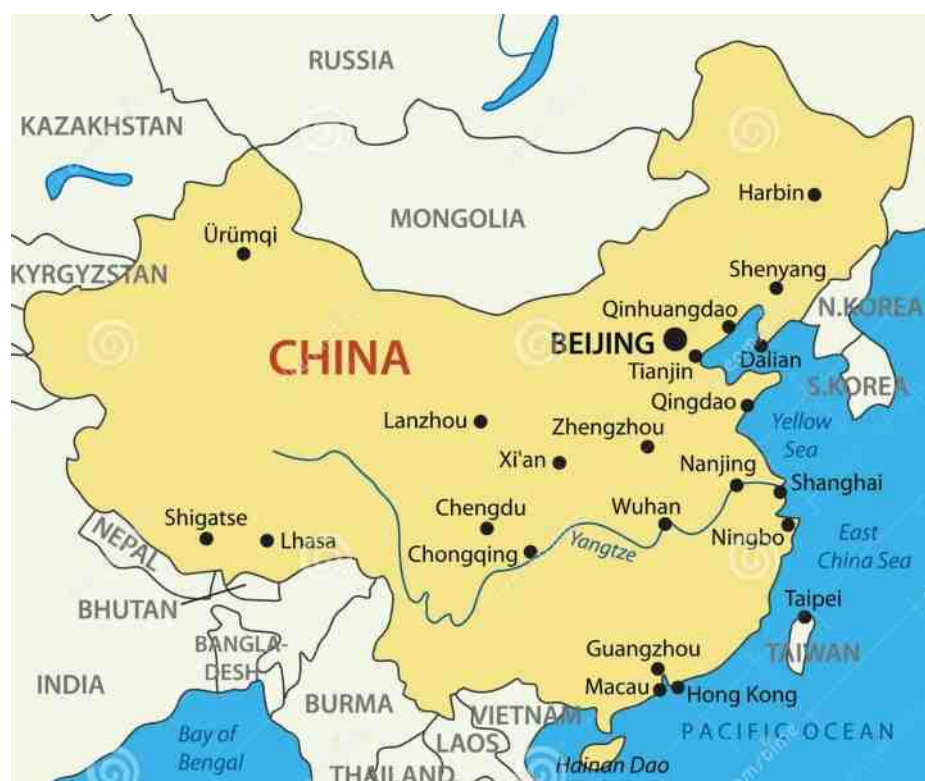 RUSSIA
KAZAKHSTAN
Harbin
MONGOLIA
Ürümqi
KYRGYZSTAN
Shenyang
Qinhuangdao
N.KOREA
BEIJING
CHINA
Tianjin
Dalian
S.KOREA
Qingdao
Lanzhou
Zhengzhou
Yellow
Sea
Xi'an
Nanjing
Shanghai
Chengdu
Wuhan
Shigatse
Lhasa
NEPAL
Chongqing
Yangtze
Ningbo
East
China Sea
BHUTAN
Taipei
BANGLA-
DESH
Guangzhou
TAIWAN
INDIA
BURMA
Macau
Hong Kong
VIETNAM
Bay of
Bengal
LAOS
PACIFIC OCEAN
THAILAND
Hainan Dao